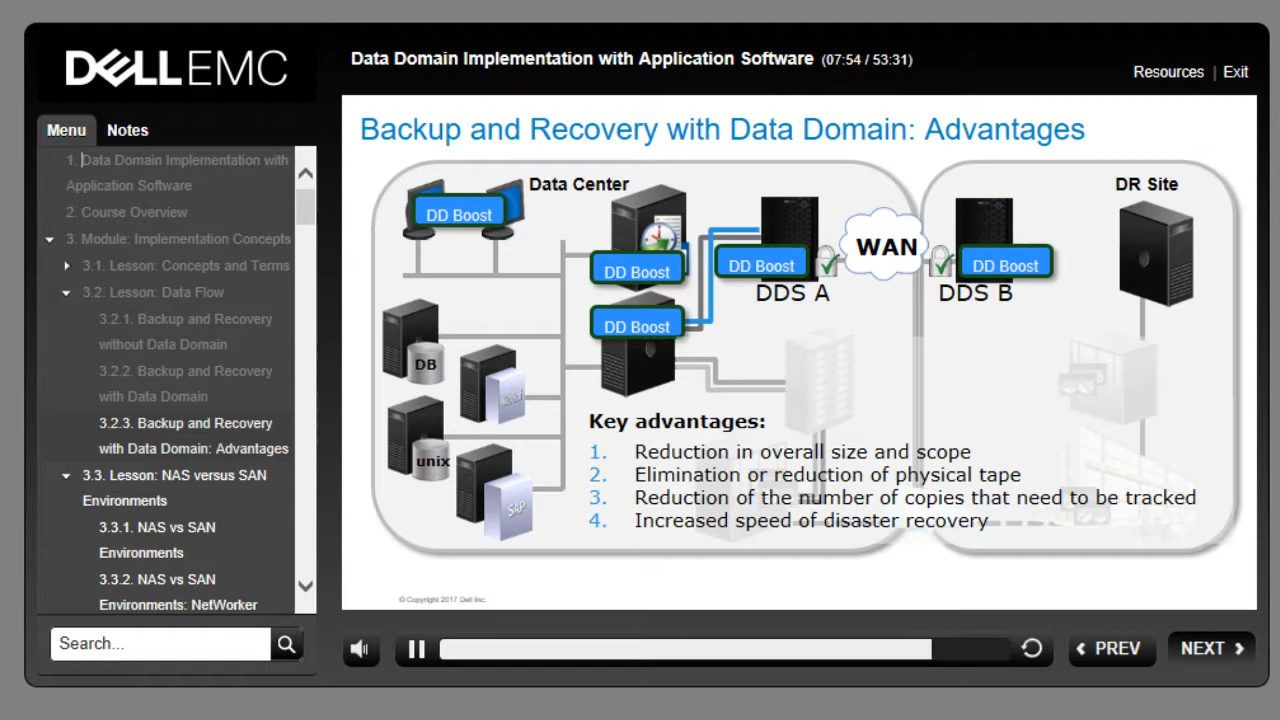 DELLEMC
Data Domain Implementation with Application Software (07:54 / 53:31)
Resources | Exit
Menu
Notes
1. Data Domain Implementation with
Application Software
2. Course Overview
3. Module: Implementation Concepts
3.1. Lesson: Concepts and Terms
3.2. Lesson: Data Flow
3.2.1. Backup and Recovery
without Data Domain
3.2.2. Backup and Recovery
with Data Domain
3.2.3. Backup and Recovery
with Data Domain: Advantages
3.3. Lesson: NAS versus SAN
Environments
3.3.1. NAS vs SAN
Environments
3.3.2. NAS vs SAN
Environments: NetWorker
Search...
Backup and Recovery with Data Domain: Advantages
Data Center
DR Site
DD Boost
DD Boost
DD Boost
DD Boost
DD Boost
WAN
DDS A
DDS B
DB
unix
SAP
Key advantages:
1. Reduction in overall size and scope
2. Elimination or reduction of physical tape
3. Reduction of the number of copies that need to be tracked
4. Increased speed of disaster recovery
© Copyright 2017 Dell Inc.
PREV
NEXT